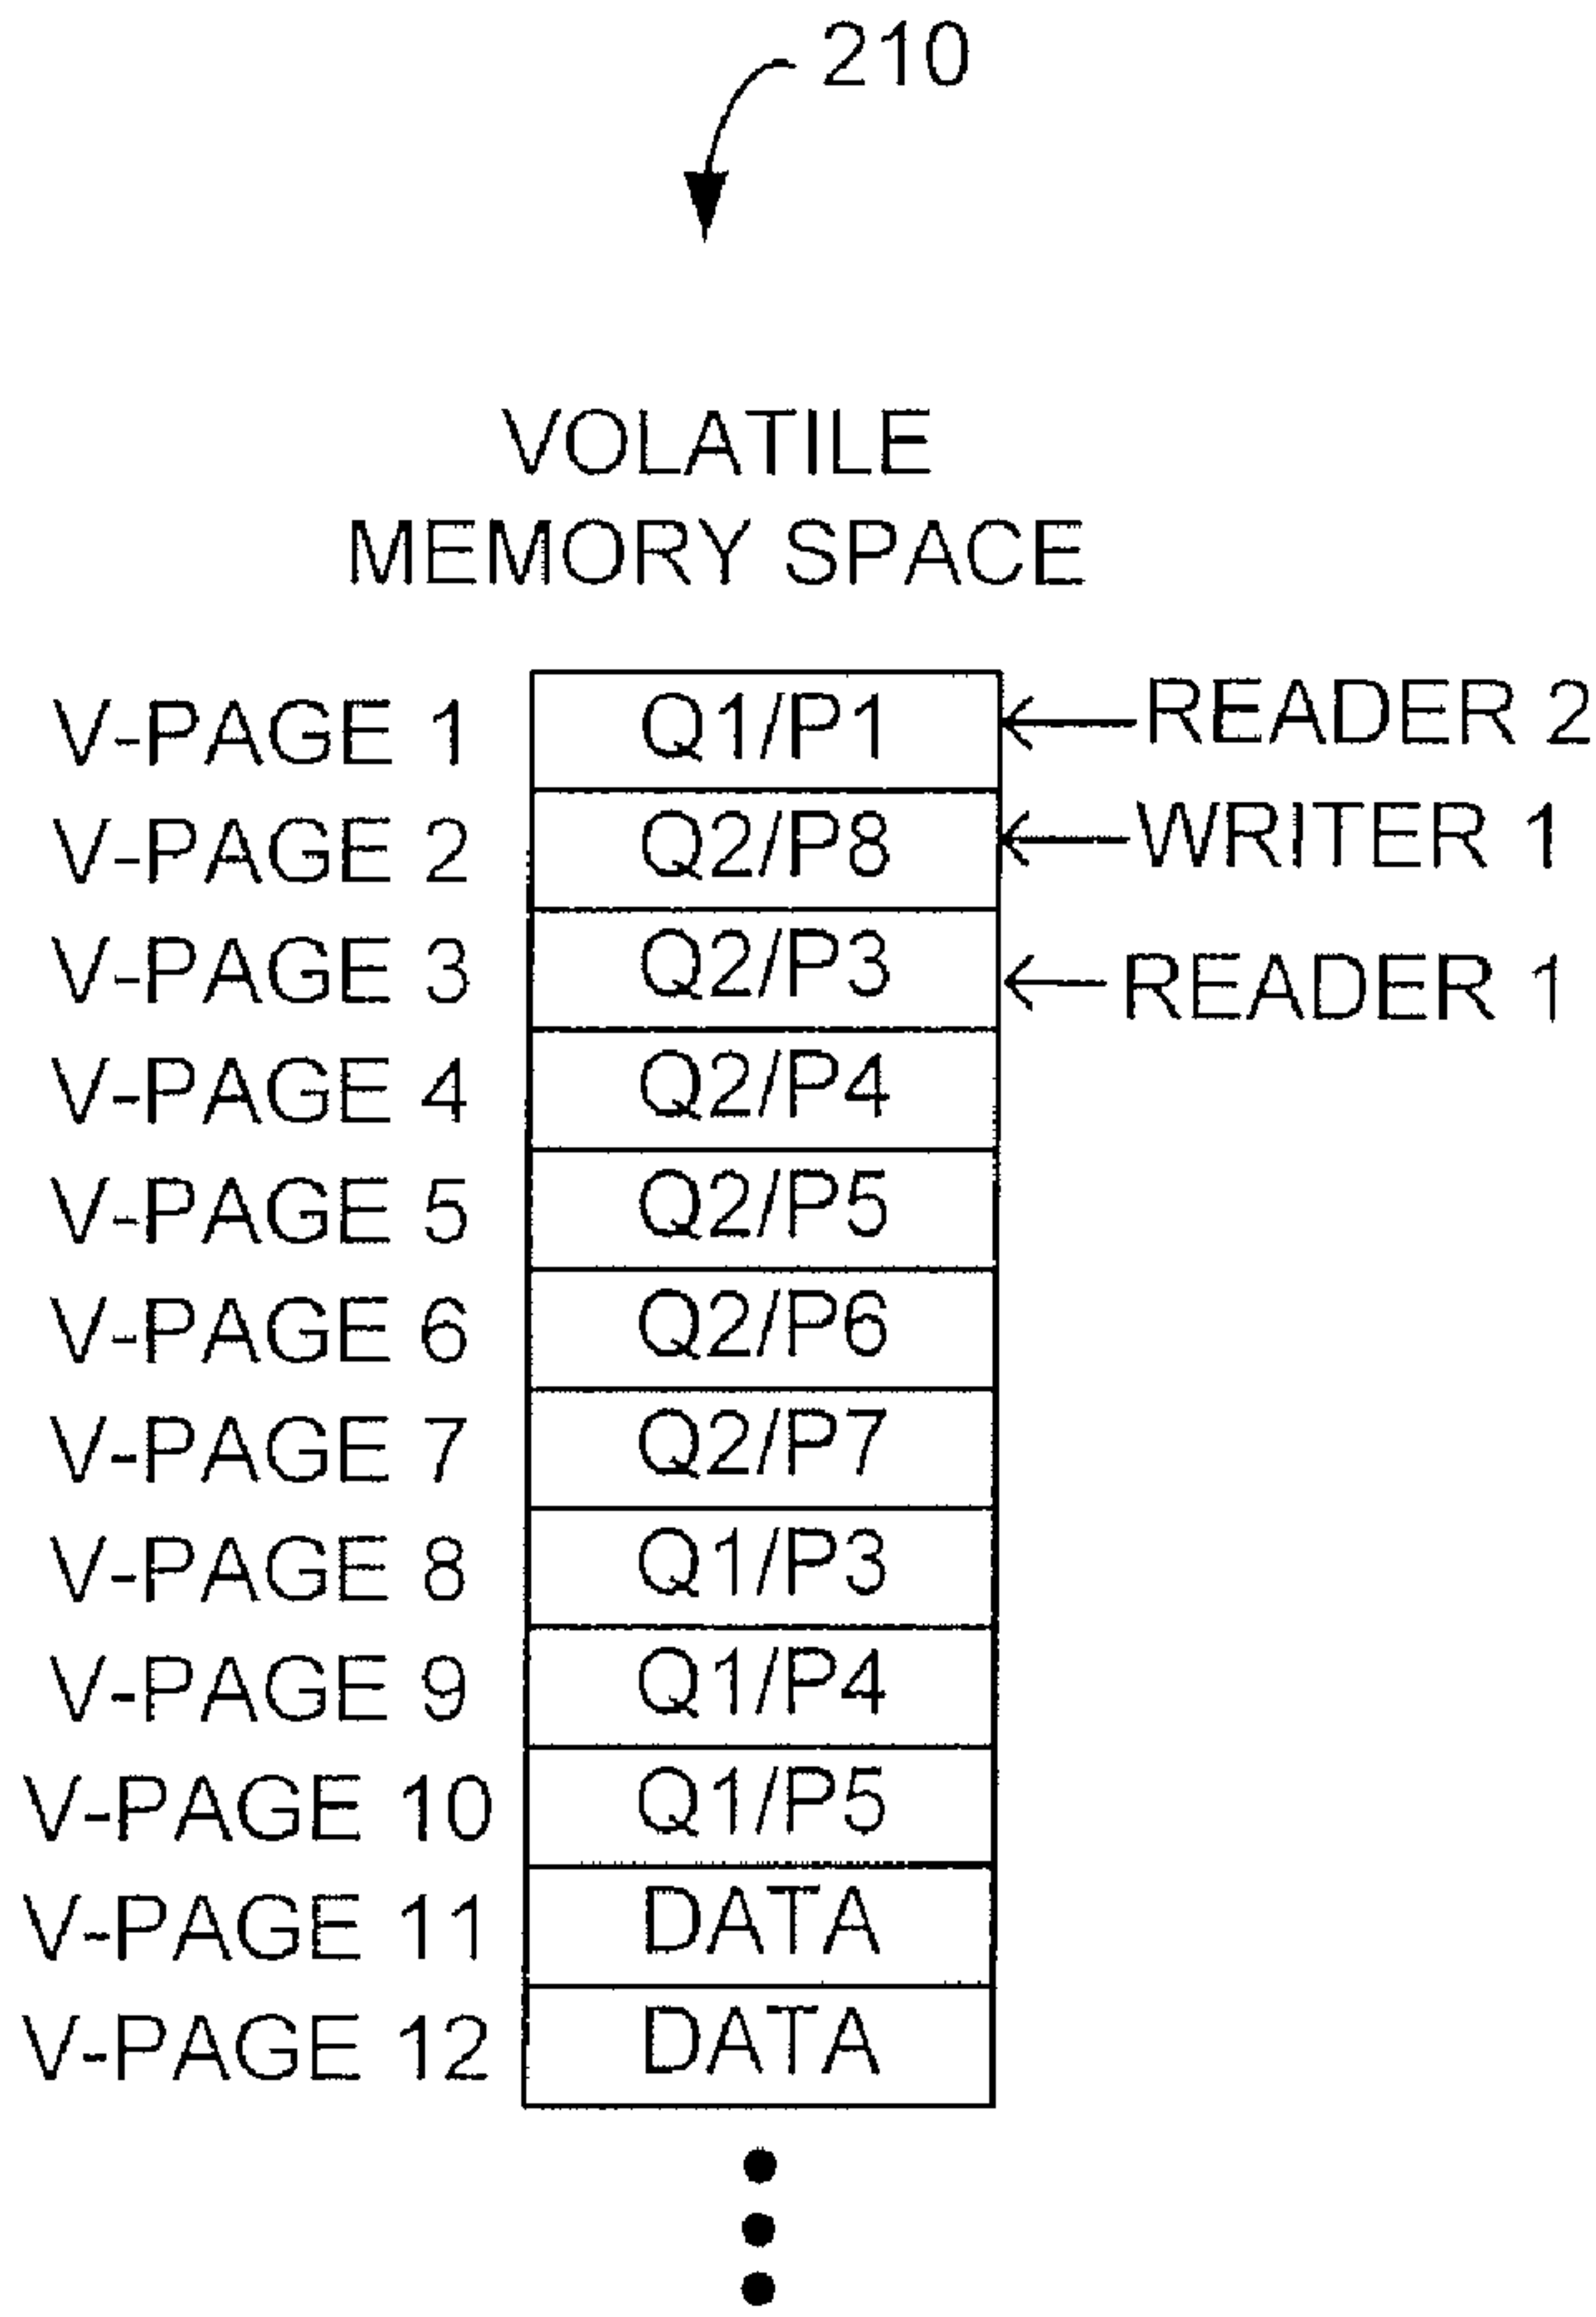 210
VOLATILE
MEMORY SPACE
V-PAGE 1 Q1/P1 READER 2
V-PAGE 2 Q2/P8 WRITER 1
V-PAGE 3 Q2/P3 READER 1
V-PAGE 4 Q2/P4
V-PAGE 5 Q2/P5
V-PAGE 6 Q2/P6
V-PAGE 7 Q2/P7
V-PAGE 8 Q1/P3
V-PAGE 9 Q1/P4
V-PAGE 10 Q1/P5
V-PAGE 11 DATA
V-PAGE 12 DATA